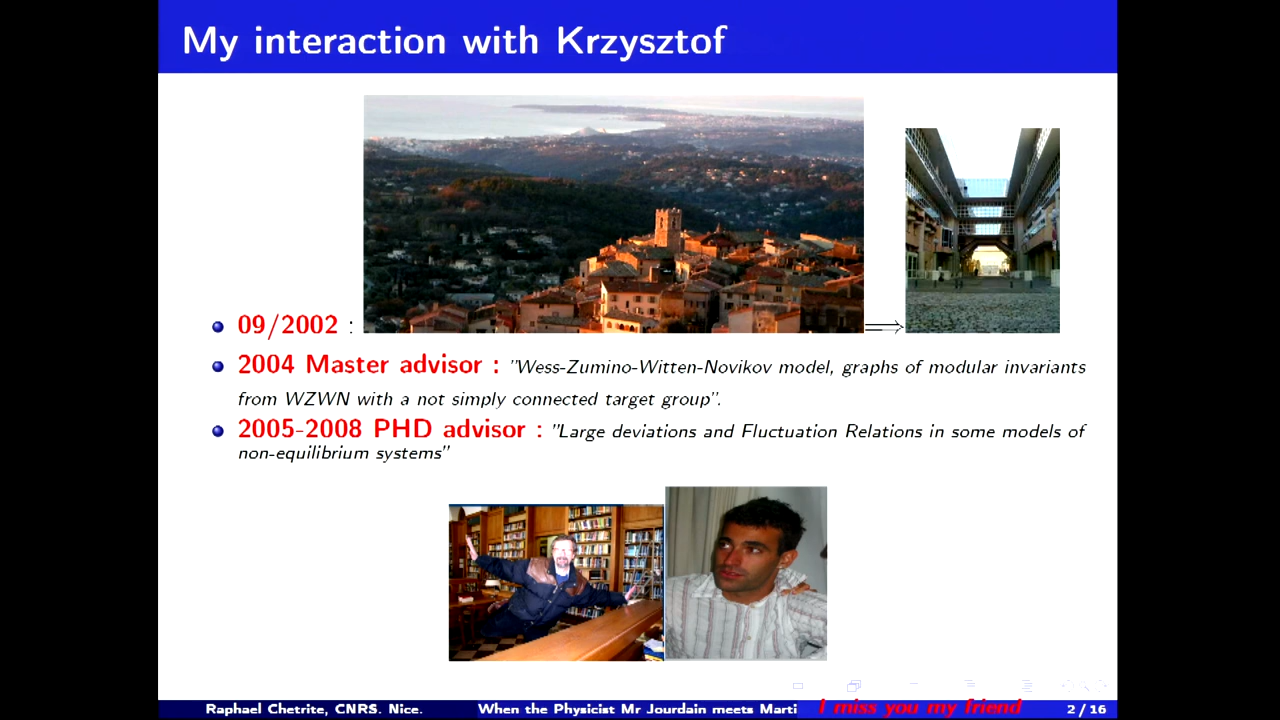 My interaction with Krzysztof
09/2002 :
⟹
2004 Master advisor : "Wess-Zumino-Witten-Novikov model, graphs of modular invariants
from WZWN with a not simply connected target group".
2005-2008 PHD advisor : "Large deviations and Fluctuation Relations in some models of
non-equilibrium systems"
Raphael Chetrite, CNRS. Nice. When the Physicist Mr Jourdain meets Marti I miss you my friend 2 / 16